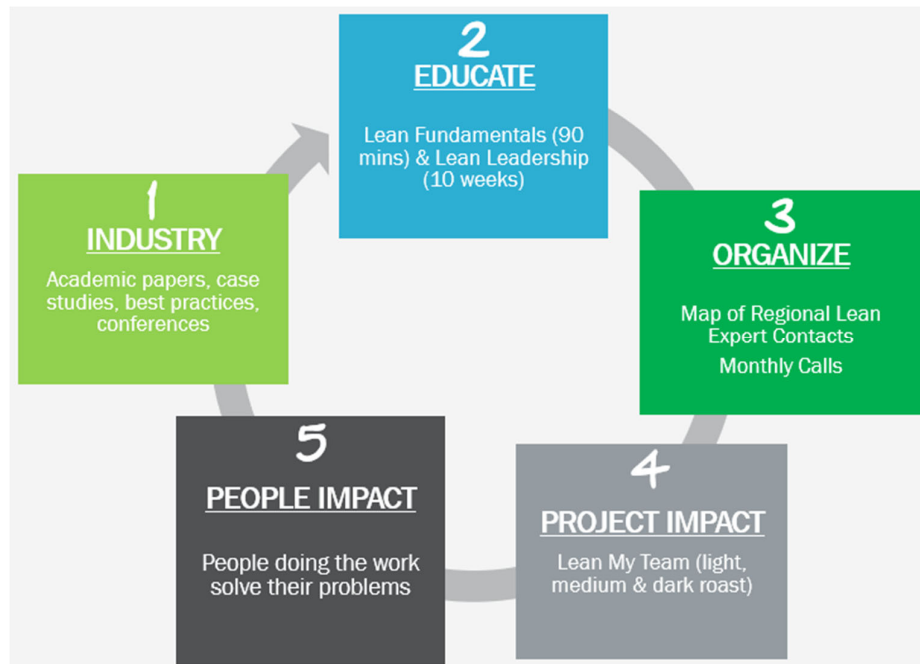 1
INDUSTRY
Academic papers, case
studies, best practices,
conferences
2
EDUCATE
Lean Fundamentals (90
mins) & Lean Leadership
(10 weeks)
3
ORGANIZE
Map of Regional Lean
Expert Contacts
Monthly Calls
4
PROJECT IMPACT
Lean My Team (light,
medium & dark roast)
5
PEOPLE IMPACT
People doing the work
solve their problems